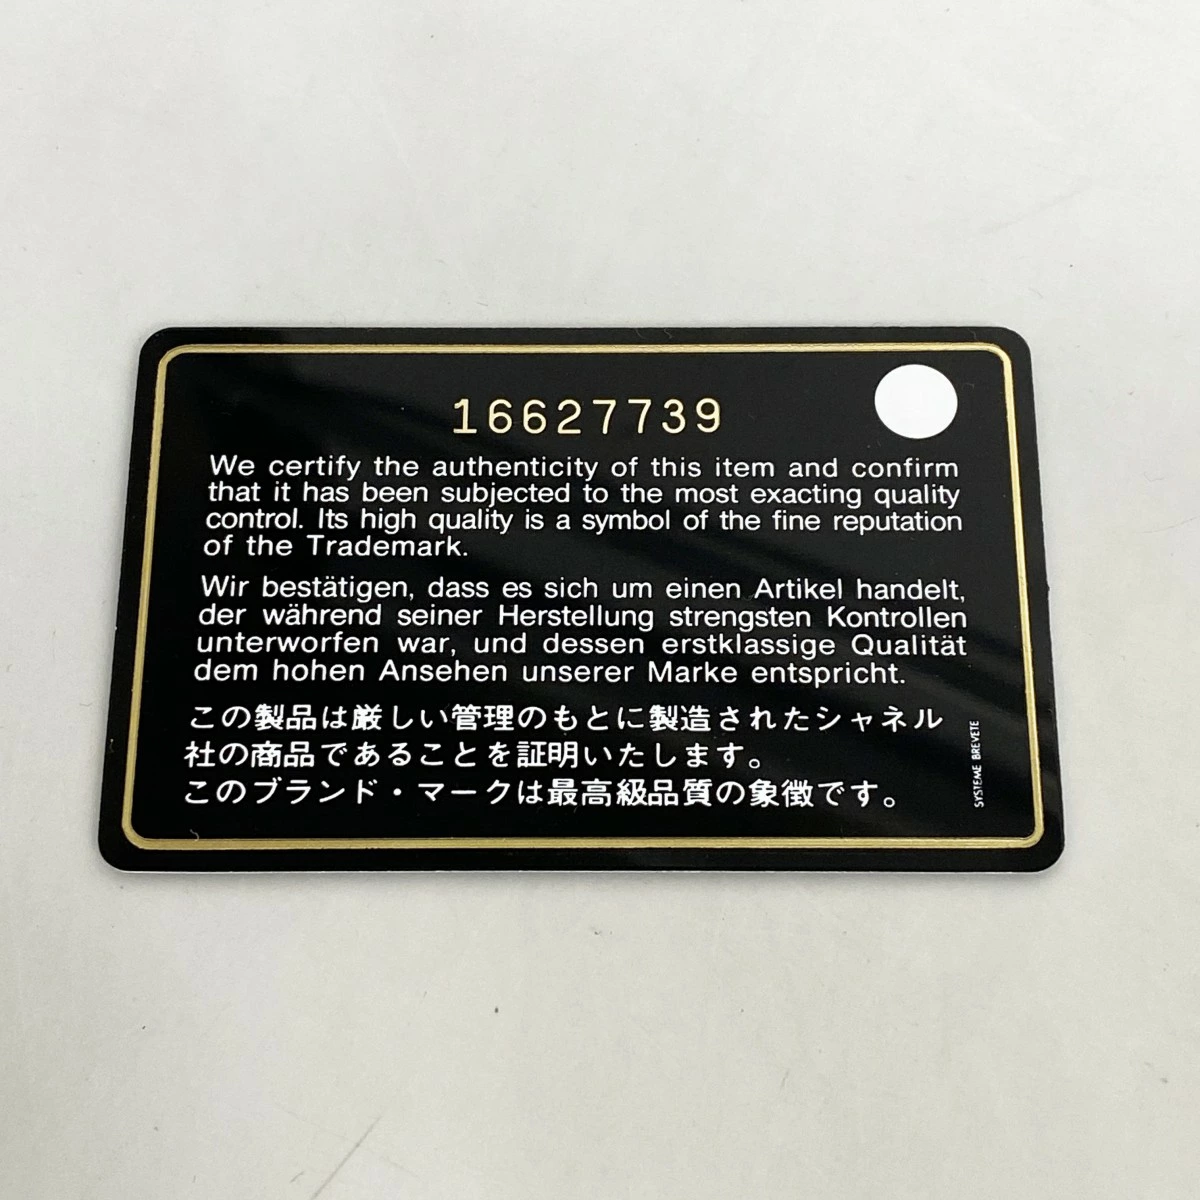 16627739
We certify the authenticity of this item and confirm
that it has been subjected to the most exacting quality
control. Its high quality is a symbol of the fine reputation
of the Trademark.
Wir bestätigen, dass es sich um einen Artikel handelt,
der während seiner Herstellung strengsten Kontrollen
unterworfen war, und dessen erstklassige Qualität
dem hohen Ansehen unserer Marke entspricht.
この製品は厳しい管理のもとに製造されたシャネル
社の商品であることを証明いたします。
このブランド・マークは最高級品質の象徴です。
SYSTEME BREVETE